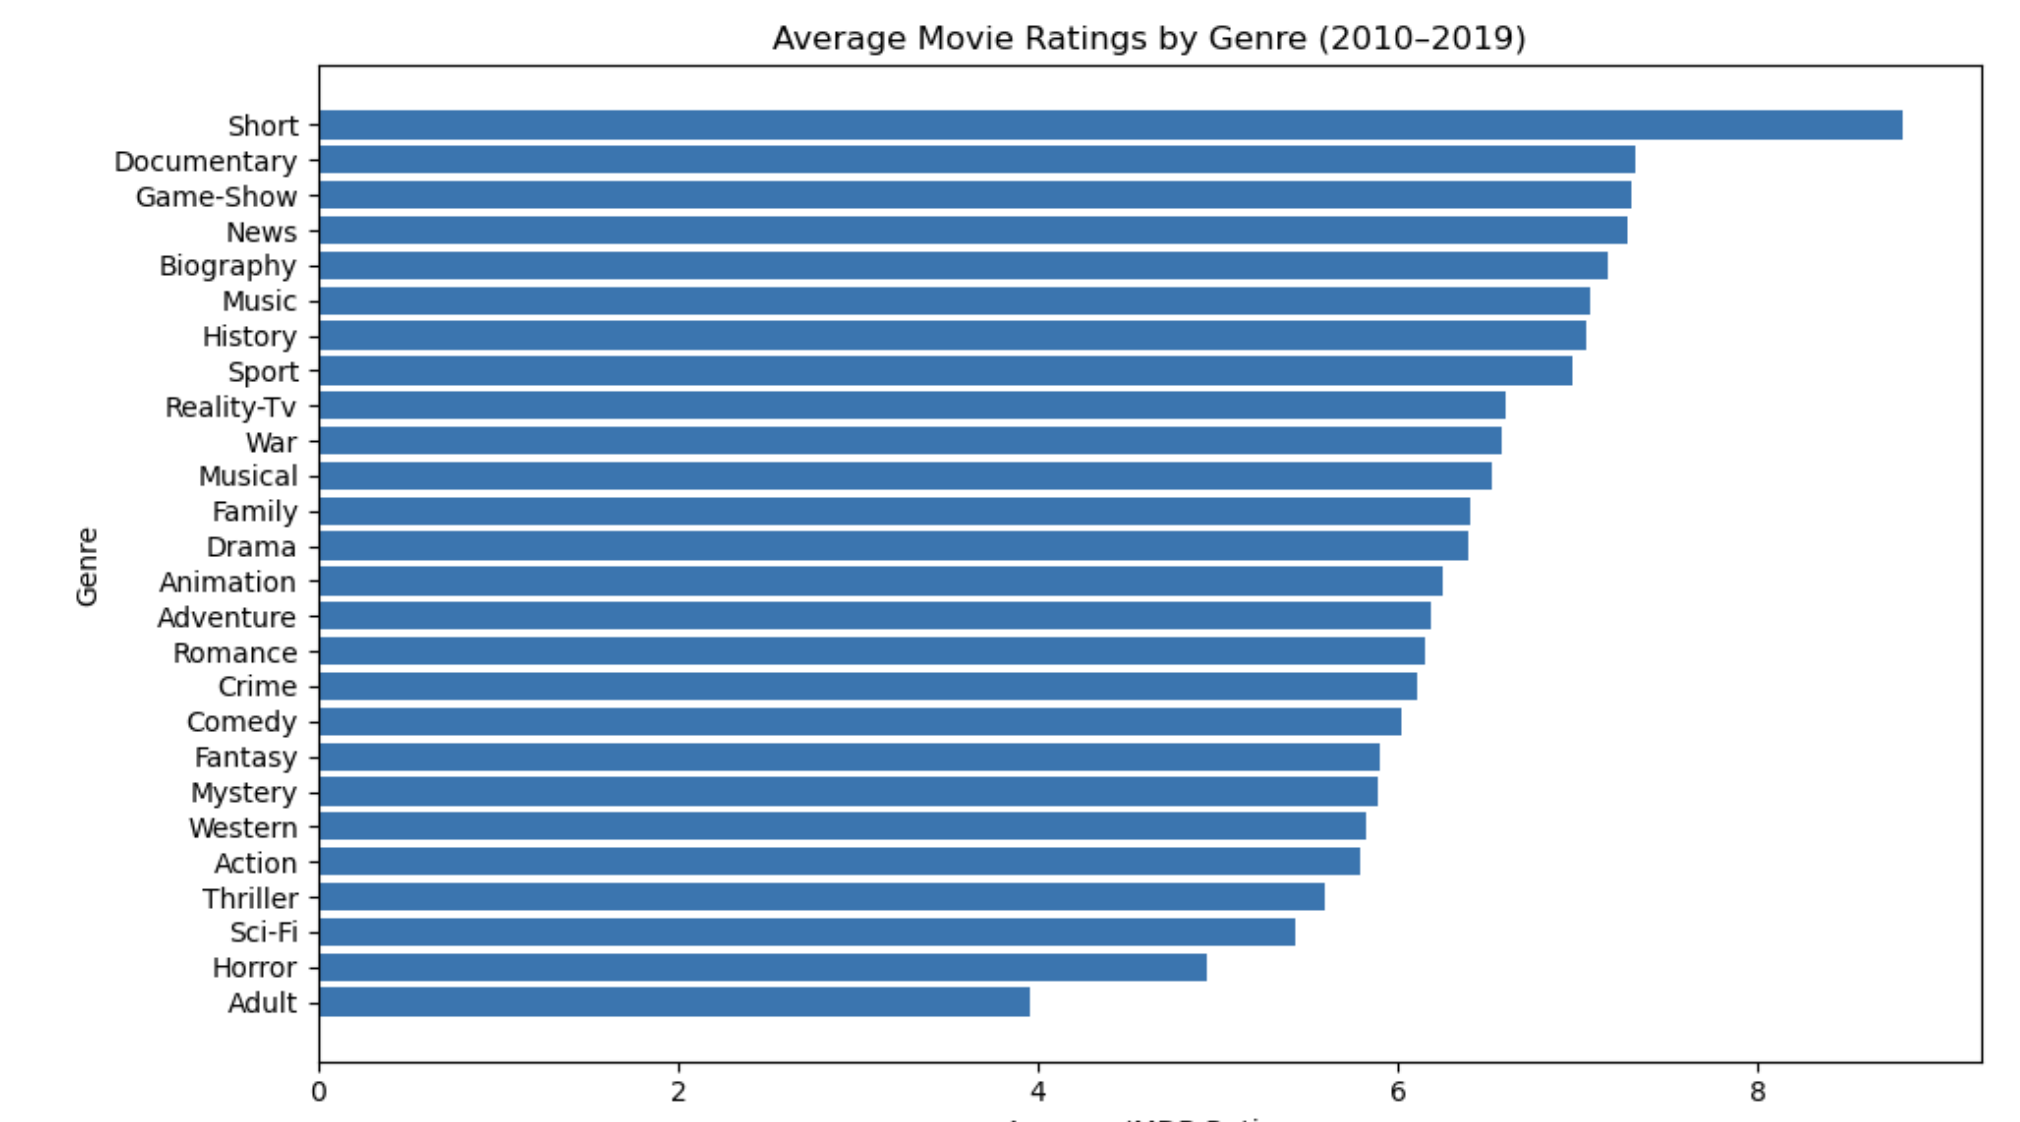 Average Movie Ratings by Genre (2010–2019)
Short
Documentary
Game-Show
News
Biography
Music
History
Sport
Reality-Tv
War
Musical
Family
Drama
Animation
Adventure
Romance
Crime
Comedy
Fantasy
Mystery
Western
Action
Thriller
Sci-Fi
Horror
Adult
Genre
0 2 4 6 8